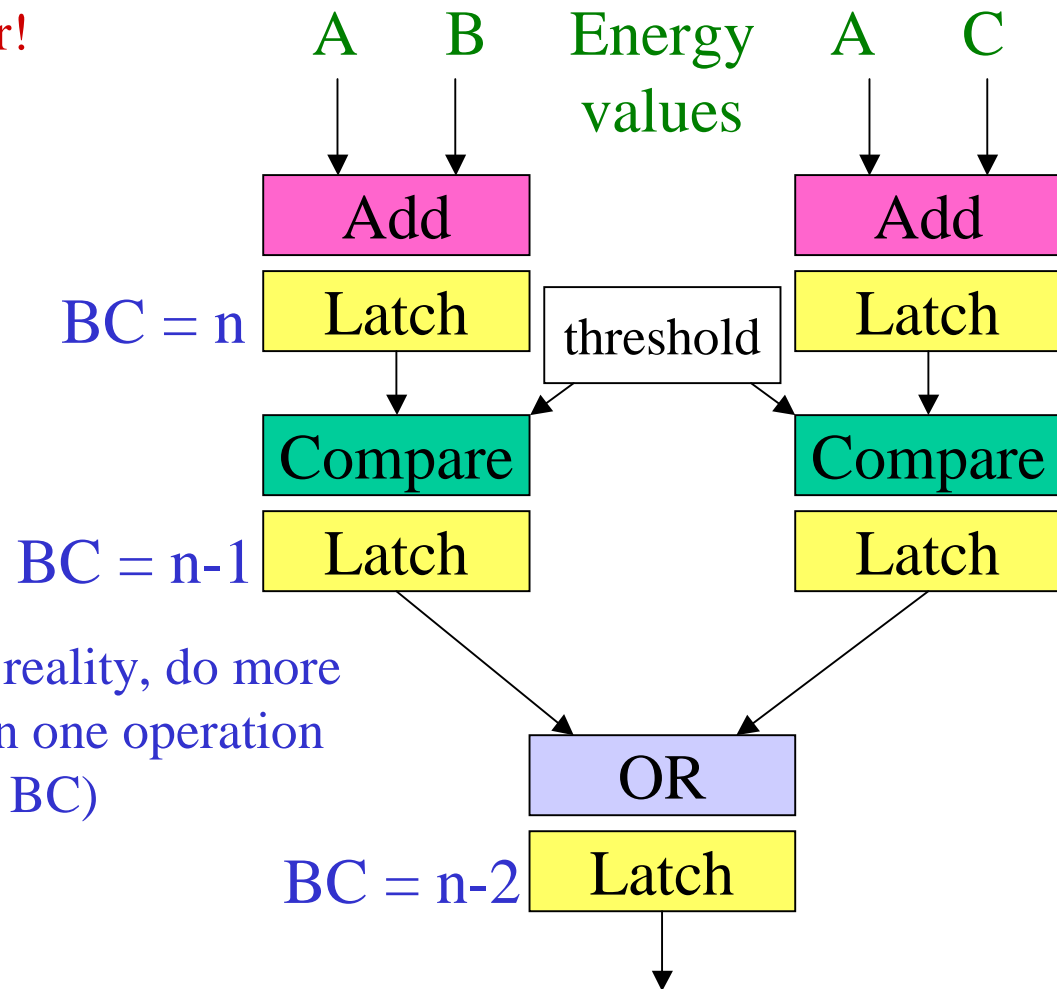 r!
A B Energy A C
values
Add Add
BC = n Latch threshold Latch
Compare Compare
BC = n-1 Latch Latch
reality, do more
n one operation
BC)
OR
BC = n-2 Latch